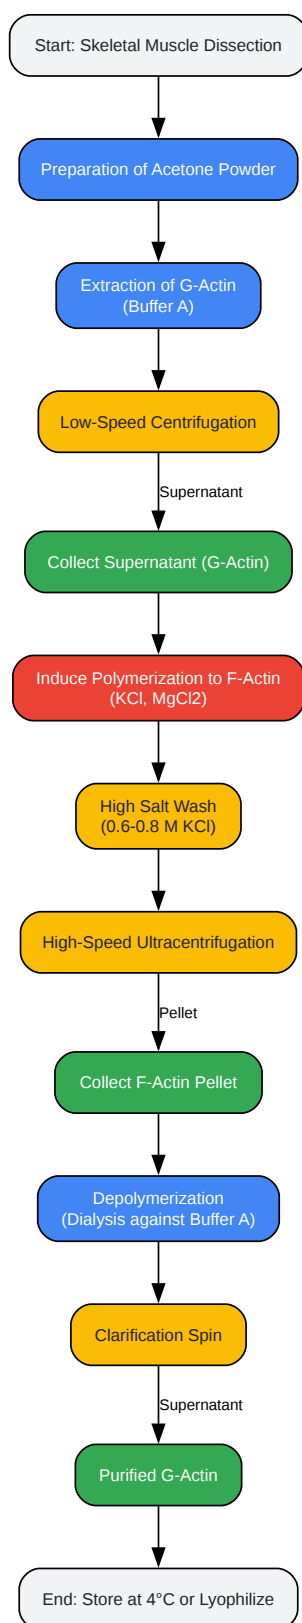 Start: Skeletal Muscle Dissection
Preparation of Acetone Powder
Extraction of G-Actin
(Buffer A)
Low-Speed Centrifugation
Supernatant
Collect Supernatant (G-Actin)
Induce Polymerization to F-Actin
(KCl, MgCl2)
High Salt Wash
(0.6-0.8 M KCl)
High-Speed Ultracentrifugation
Pellet
Collect F-Actin Pellet
Depolymerization
(Dialysis against Buffer A)
Clarification Spin
Supernatant
Purified G-Actin
End: Store at 4°C or Lyophilize